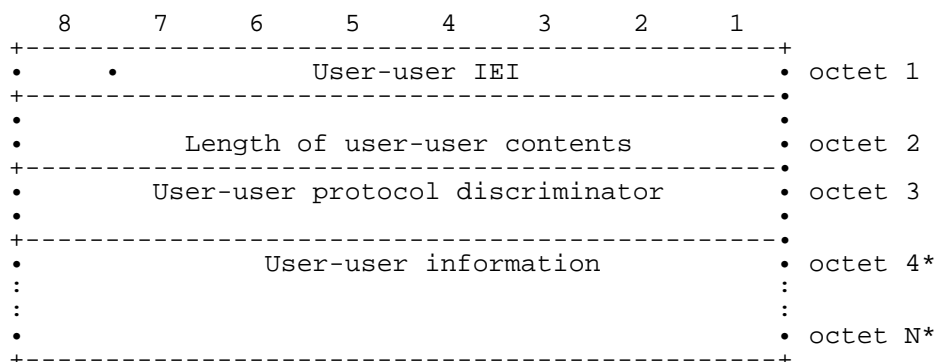 8 7 6 5 4 3 2 1
User-user IEI octet 1
Length of user-user contents octet 2
User-user protocol discriminator octet 3
User-user information octet 4*
octet N*